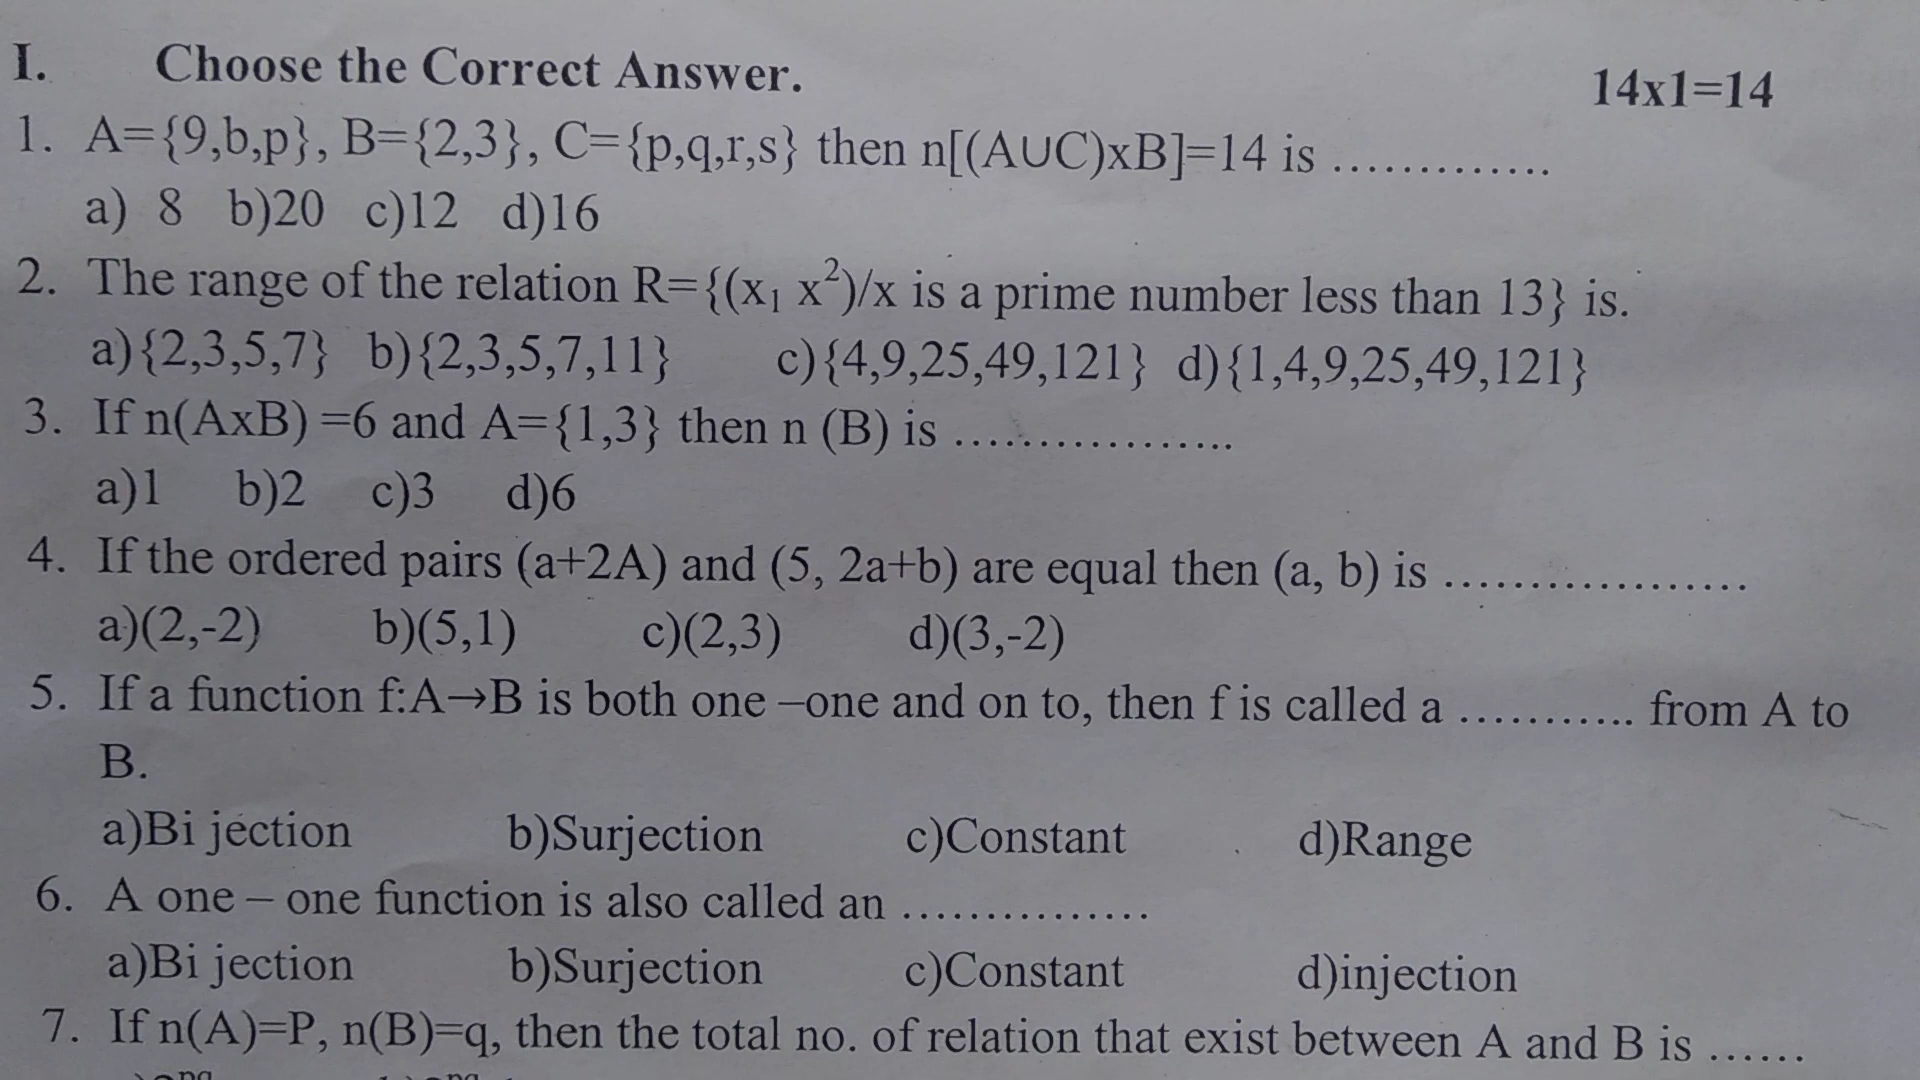 I. Choose the Correct Answer. 14x1=14
1. A={9,b,p}, B={2,3}, C={p,q,r,s} then n[(A∪C)xB]=14 is .............
a) 8 b)20 c)12 d)16
2. The range of the relation R={(x₁ x²)/x is a prime number less than 13} is.
a){2,3,5,7} b){2,3,5,7,11} c){4,9,25,49,121} d){1,4,9,25,49,121}
3. If n(AxB) =6 and A={1,3} then n (B) is .................
a)1 b)2 c)3 d)6
4. If the ordered pairs (a+2A) and (5, 2a+b) are equal then (a, b) is ..................
a)(2,-2) b)(5,1) c)(2,3) d)(3,-2)
5. If a function f:A→B is both one –one and on to, then f is called a ........... from A to
B.
a)Bi jection b)Surjection c)Constant d)Range
6. A one – one function is also called an ...............
a)Bi jection b)Surjection c)Constant d)injection
7. If n(A)=P, n(B)=q, then the total no. of relation that exist between A and B is ......